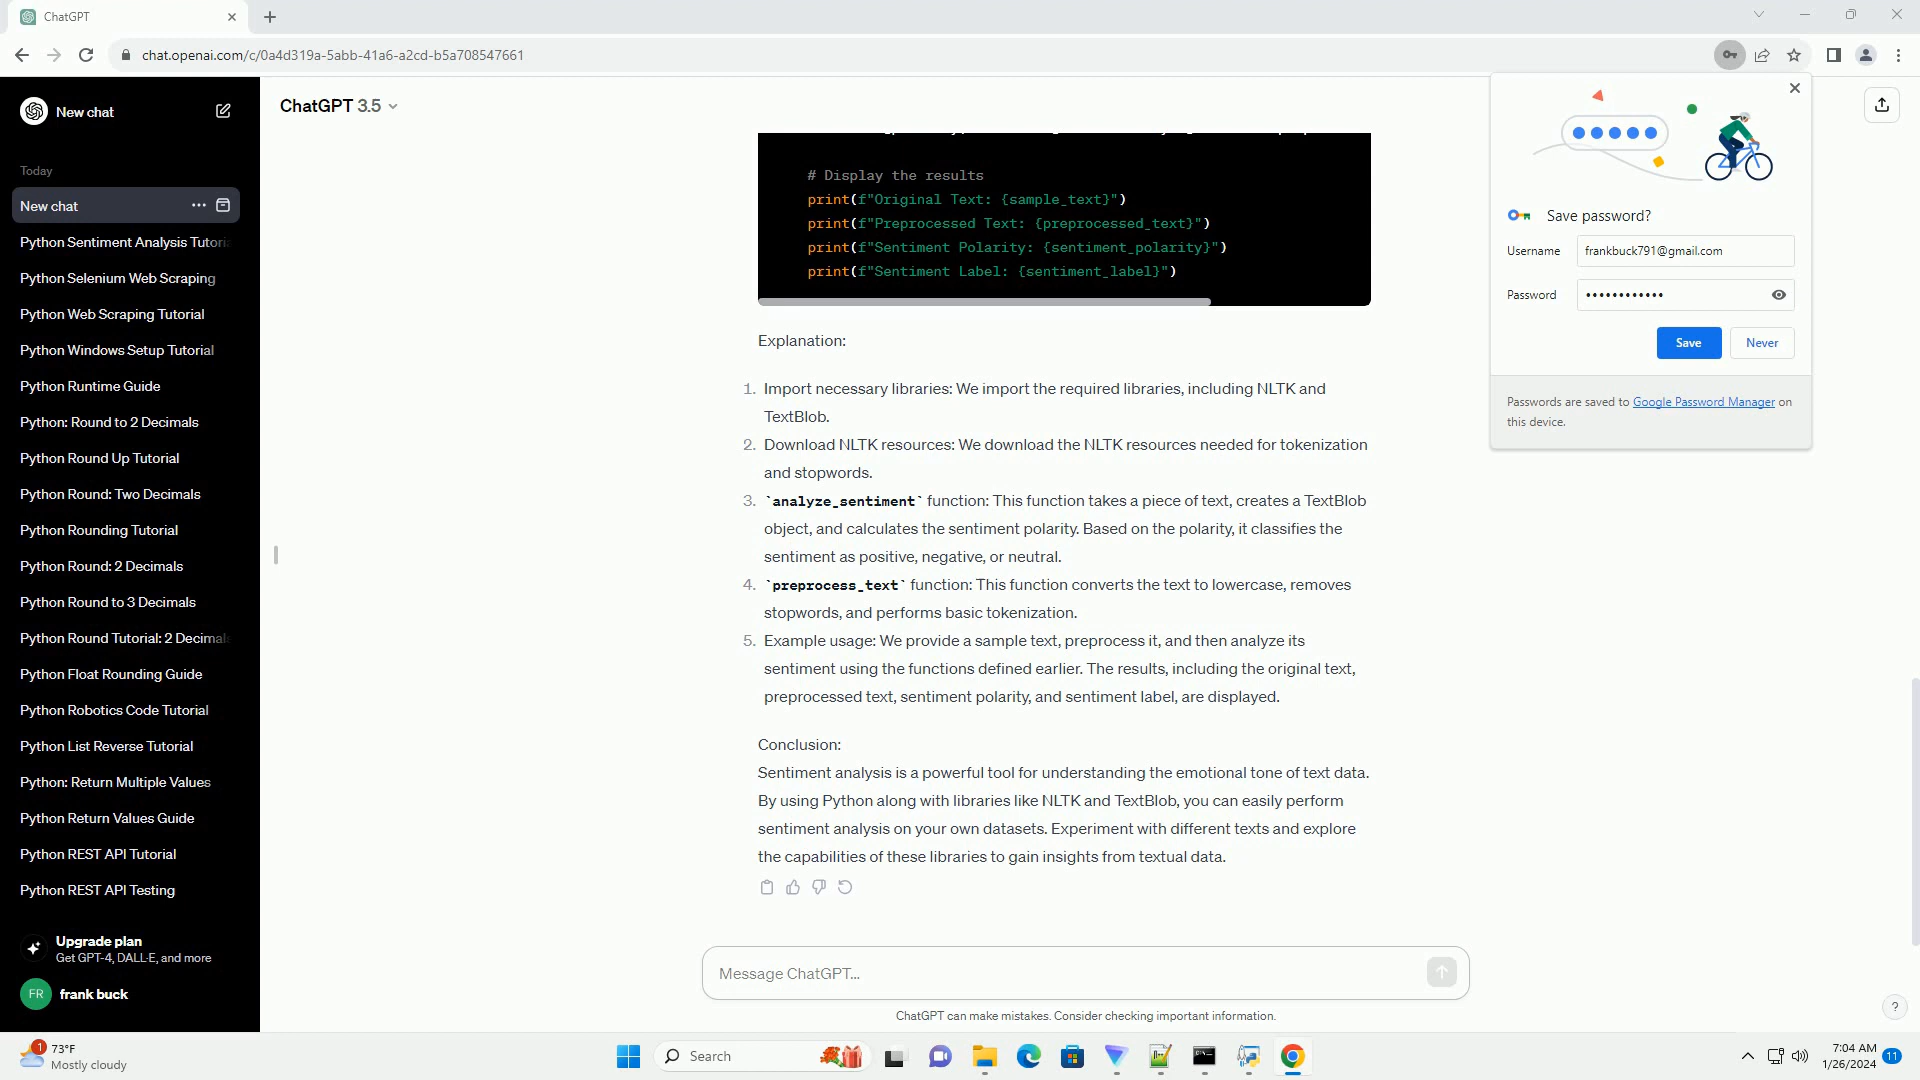 ChatGPT
chat.openai.com/c/0a4d319a-5abb-41a6-a2cd-b5a708547661
New chat
Today
New chat
Python Sentiment Analysis Tutori
Python Selenium Web Scraping
Python Web Scraping Tutorial
Python Windows Setup Tutorial
Python Runtime Guide
Python: Round to 2 Decimals
Python Round Up Tutorial
Python Round: Two Decimals
Python Rounding Tutorial
Python Round: 2 Decimals
Python Round to 3 Decimals
Python Round Tutorial: 2 Decimal
Python Float Rounding Guide
Python Robotics Code Tutorial
Python List Reverse Tutorial
Python: Return Multiple Values
Python Return Values Guide
Python REST API Tutorial
Python REST API Testing
Upgrade plan
Get GPT-4, DALL·E, and more
FR
frank buck
ChatGPT 3.5
# Display the results
print(f"Original Text: {sample_text}")
print(f"Preprocessed Text: {preprocessed_text}")
print(f"Sentiment Polarity: {sentiment_polarity}")
print(f"Sentiment Label: {sentiment_label}")
Explanation:
1. Import necessary libraries: We import the required libraries, including NLTK and
TextBlob.
2. Download NLTK resources: We download the NLTK resources needed for tokenization
and stopwords.
3. `analyze_sentiment` function: This function takes a piece of text, creates a TextBlob
object, and calculates the sentiment polarity. Based on the polarity, it classifies the
sentiment as positive, negative, or neutral.
4. `preprocess_text` function: This function converts the text to lowercase, removes
stopwords, and performs basic tokenization.
5. Example usage: We provide a sample text, preprocess it, and then analyze its
sentiment using the functions defined earlier. The results, including the original text,
preprocessed text, sentiment polarity, and sentiment label, are displayed.
Conclusion:
Sentiment analysis is a powerful tool for understanding the emotional tone of text data.
By using Python along with libraries like NLTK and TextBlob, you can easily perform
sentiment analysis on your own datasets. Experiment with different texts and explore
the capabilities of these libraries to gain insights from textual data.
Message ChatGPT...
ChatGPT can make mistakes. Consider checking important information.
?
Save password?
Username
frankbuck791@gmail.com
Password
••••••••••••
Save
Never
Passwords are saved to Google Password Manager on
this device.
1
73°F
Mostly cloudy
Search
7:04 AM
1/26/2024
11